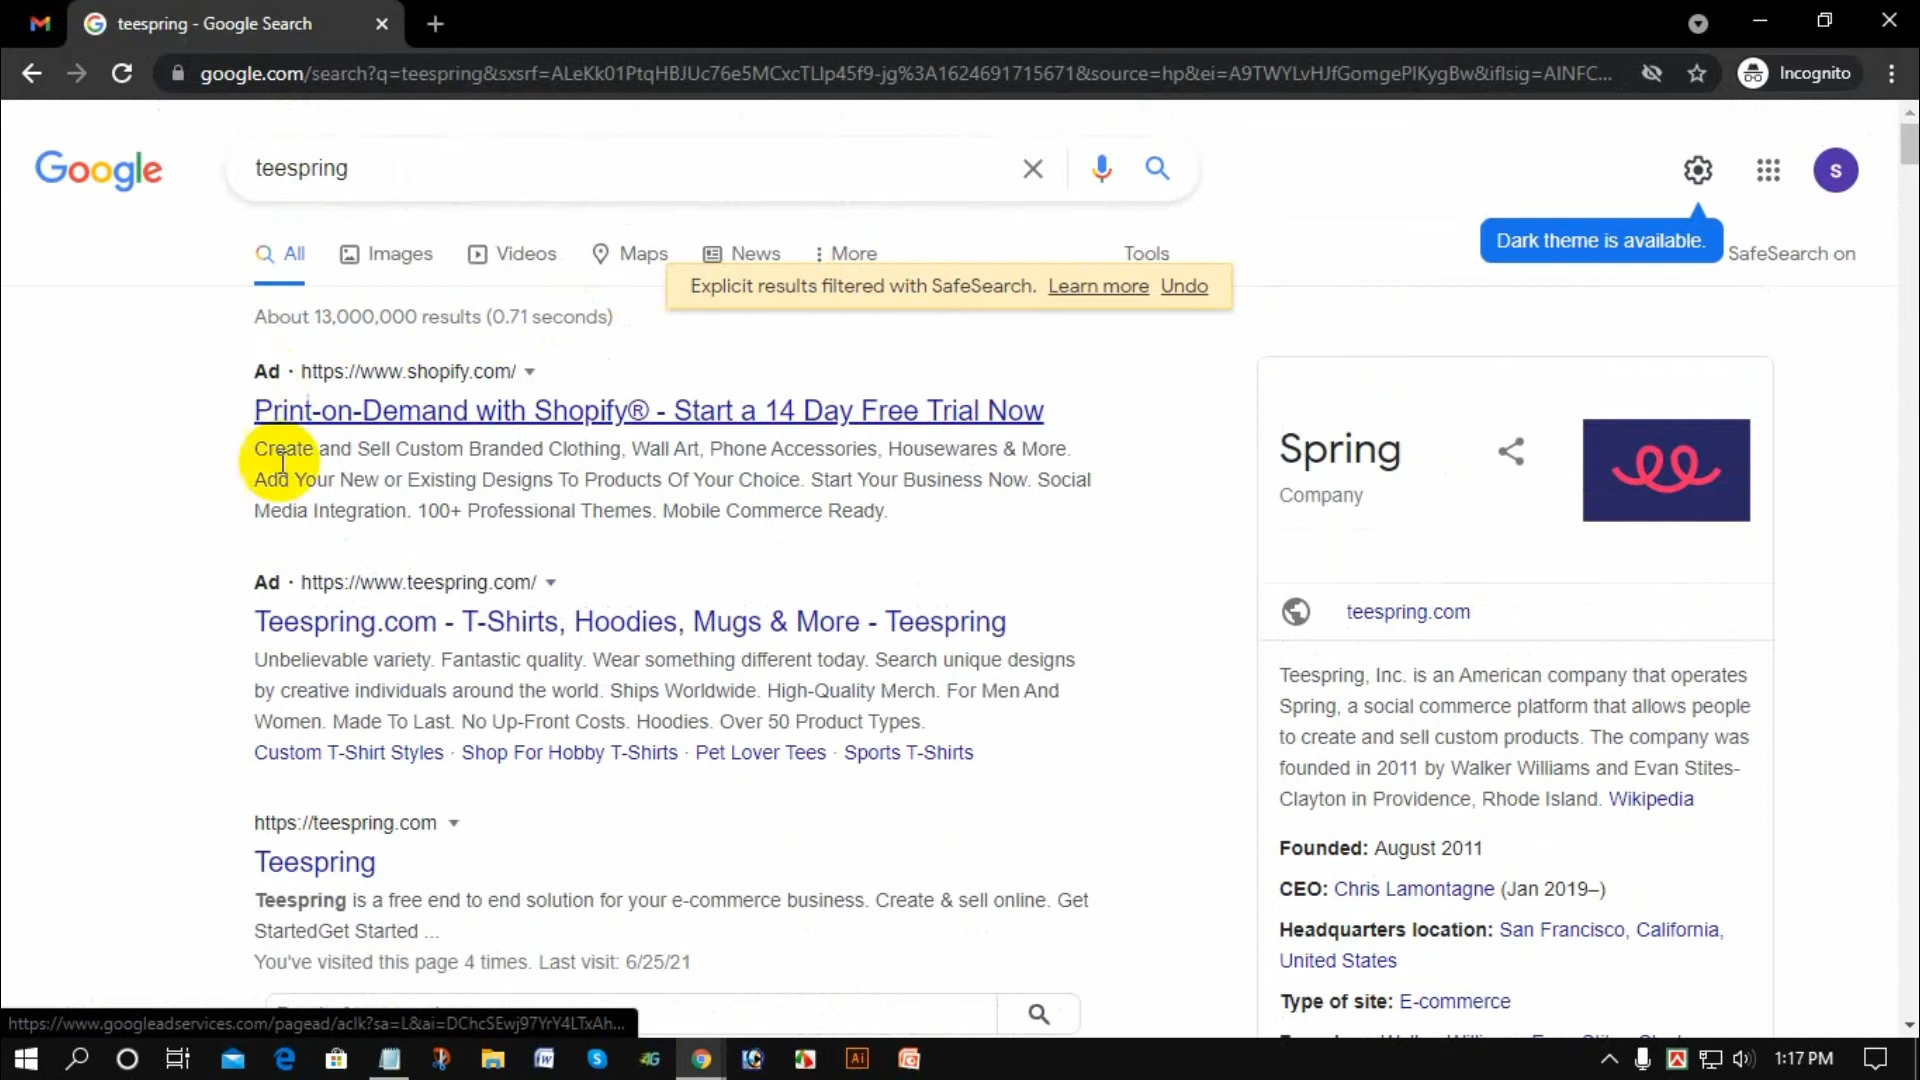 teespring - Google Search
google.com/search?q=teespring&sxsrf=ALeKk01PtqHBJUc76e5MCxcTLIp45f9-jg%3A1624691715671&source=hp&ei=A9TWYLvHJfGomgePlKygBw&iflsig=AINFC...
Incognito
Google
teespring
S
Dark theme is available.
All
Images
Videos
Maps
News
More
Tools
SafeSearch on
Explicit results filtered with SafeSearch. Learn more Undo
About 13,000,000 results (0.71 seconds)
Ad · https://www.shopify.com/
Print-on-Demand with Shopify® - Start a 14 Day Free Trial Now
Create and Sell Custom Branded Clothing, Wall Art, Phone Accessories, Housewares & More.
Add Your New or Existing Designs To Products Of Your Choice. Start Your Business Now. Social
Media Integration. 100+ Professional Themes. Mobile Commerce Ready.
Ad · https://www.teespring.com/
Teespring.com - T-Shirts, Hoodies, Mugs & More - Teespring
Unbelievable variety. Fantastic quality. Wear something different today. Search unique designs
by creative individuals around the world. Ships Worldwide. High-Quality Merch. For Men And
Women. Made To Last. No Up-Front Costs. Hoodies. Over 50 Product Types.
Custom T-Shirt Styles · Shop For Hobby T-Shirts · Pet Lover Tees · Sports T-Shirts
https://teespring.com
Teespring
Teespring is a free end to end solution for your e-commerce business. Create & sell online. Get
StartedGet Started ...
You've visited this page 4 times. Last visit: 6/25/21
Spring
Company
teespring.com
Teespring, Inc. is an American company that operates
Spring, a social commerce platform that allows people
to create and sell custom products. The company was
founded in 2011 by Walker Williams and Evan Stites-
Clayton in Providence, Rhode Island. Wikipedia
Founded: August 2011
CEO: Chris Lamontagne (Jan 2019–)
Headquarters location: San Francisco, California,
United States
Type of site: E-commerce
https://www.googleadservices.com/pagead/aclk?sa=L&ai=DChcSEwj97YrY4LTxAh...
4G
Ai
1:17 PM